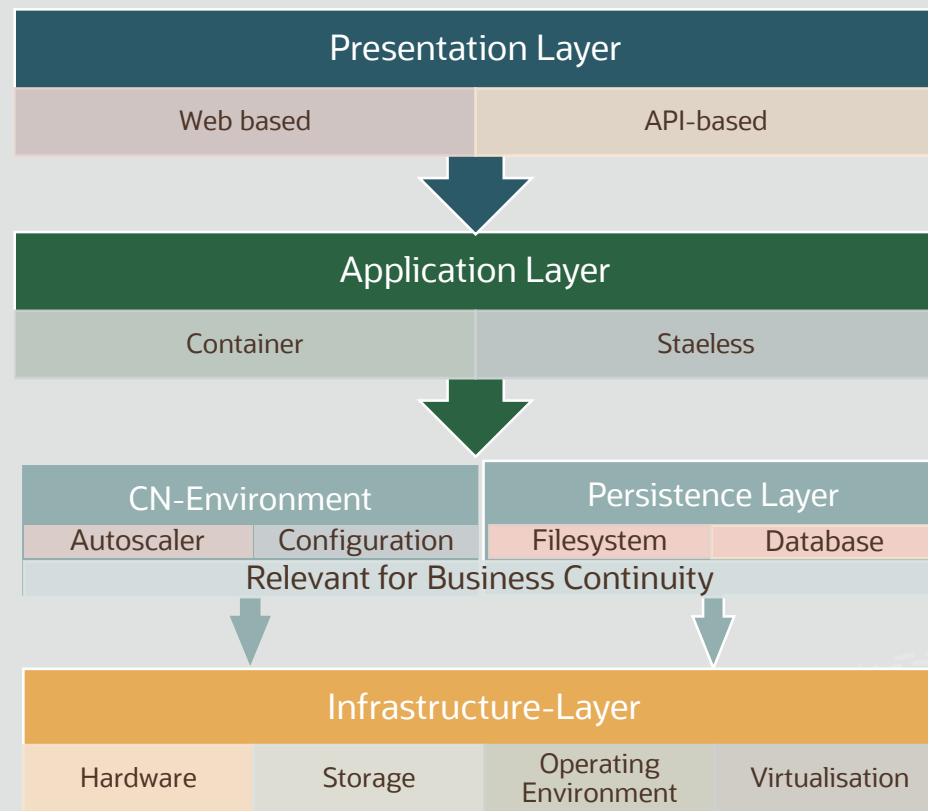 Presentation Layer
Web based
API-based
Application Layer
Container
Staeless
CN-Environment
Persistence Layer
Autoscaler
Configuration
Filesystem
Database
Relevant for Business Continuity
Infrastructure-Layer
Hardware
Storage
Operating
Environment
Virtualisation